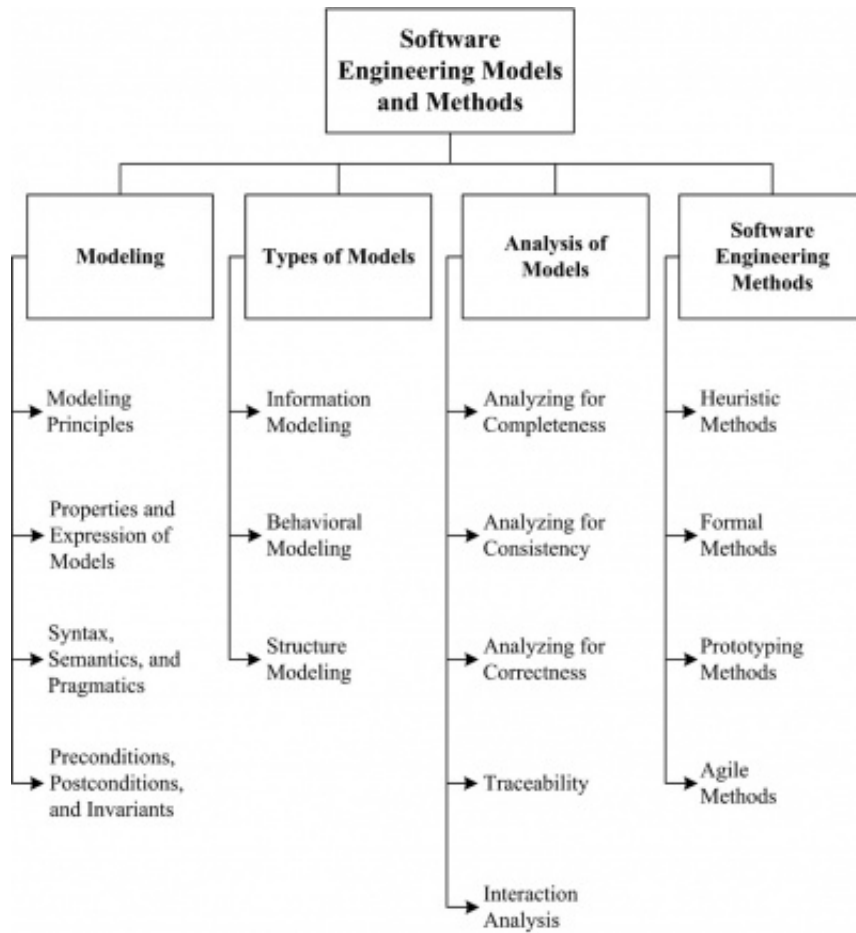 Software
Engineering Models
and Methods
Modeling
Types of Models
Analysis of
Models
Software
Engineering
Methods
Modeling
Principles
Properties and
Expression of
Models
Syntax,
Semantics, and
Pragmatics
Preconditions,
Postconditions,
and Invariants
Information
Modeling
Behavioral
Modeling
Structure
Modeling
Analyzing for
Completeness
Analyzing for
Consistency
Analyzing for
Correctness
Traceability
Interaction
Analysis
Heuristic
Methods
Formal
Methods
Prototyping
Methods
Agile
Methods